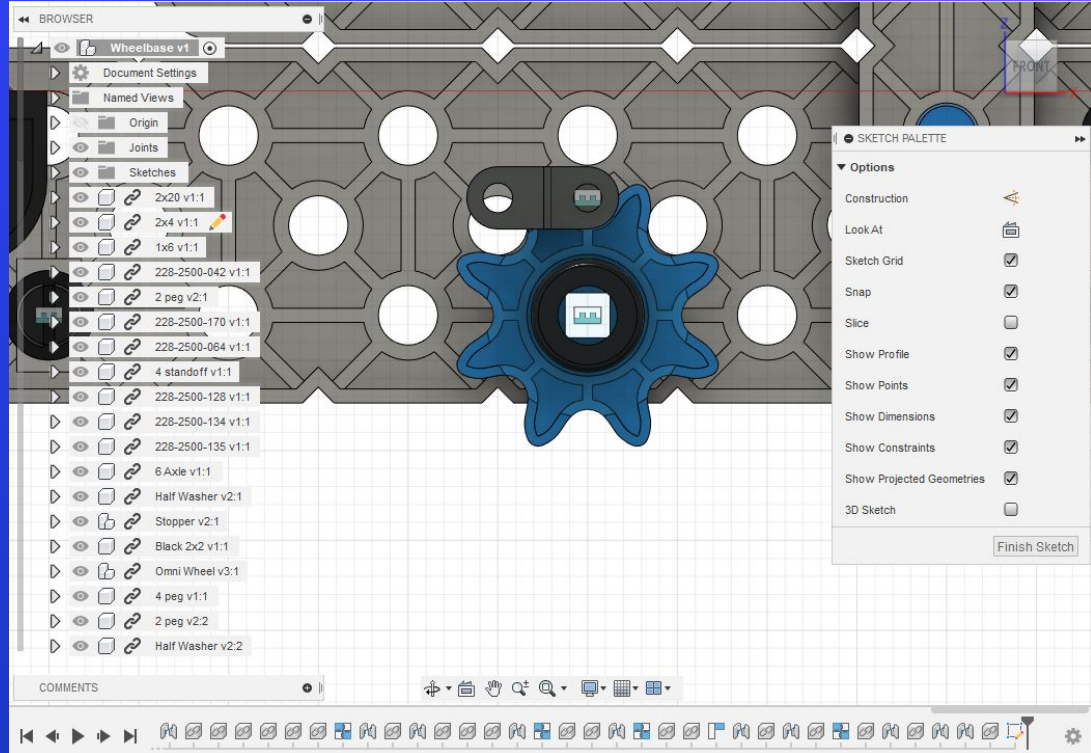 BROWSER
Wheelbase v1
Document Settings
Named Views
Origin
Joints
Sketches
2x20 v1:1
2x4 v1:1
1x6 v1:1
228-2500-042 v1:1
2 peg v2:1
228-2500-170 v1:1
228-2500-064 v1:1
4 standoff v1:1
228-2500-128 v1:1
228-2500-134 v1:1
228-2500-135 v1:1
6 Axle v1:1
Half Washer v2:1
Stopper v2:1
Black 2x2 v1:1
Omni Wheel v3:1
4 peg v1:1
2 peg v2:2
Half Washer v2:2
COMMENTS
Z
FRONT
X
SKETCH PALETTE
Options
Construction
Look At
Sketch Grid
Snap
Slice
Show Profile
Show Points
Show Dimensions
Show Constraints
Show Projected Geometries
3D Sketch
Finish Sketch